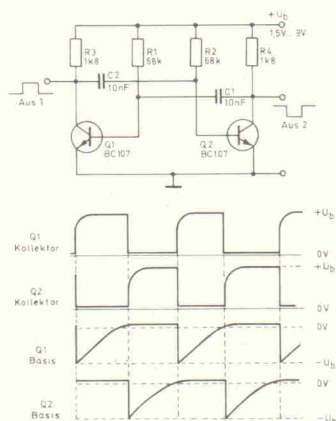 +Ub
1,5V... 9V
R3
1k8
R1
68k
R2
68k
R4
1k8
C2
10nF
C1
10nF
Aus 1
Aus 2
Q1
BC107
Q2
BC107
+Ub
Q1
Kollektor
0V
+Ub
Q2
Kollektor
0V
0V
Q1
Basis
-Ub
0V
Q2
Basis
-Ub